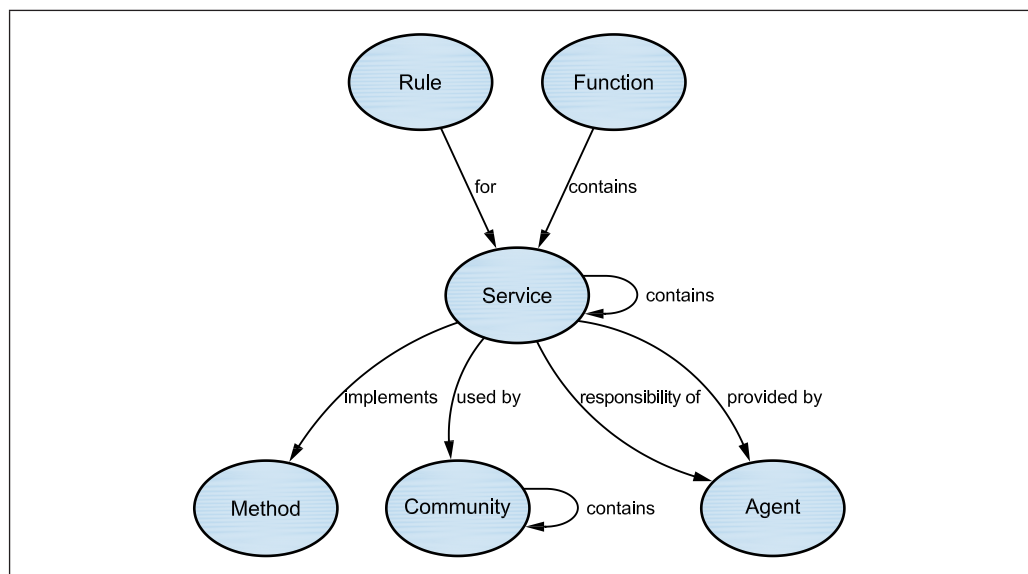 Rule
Function
for
contains
Service
contains
implements
used by
responsibility of
provided by
Method
Community
contains
Agent